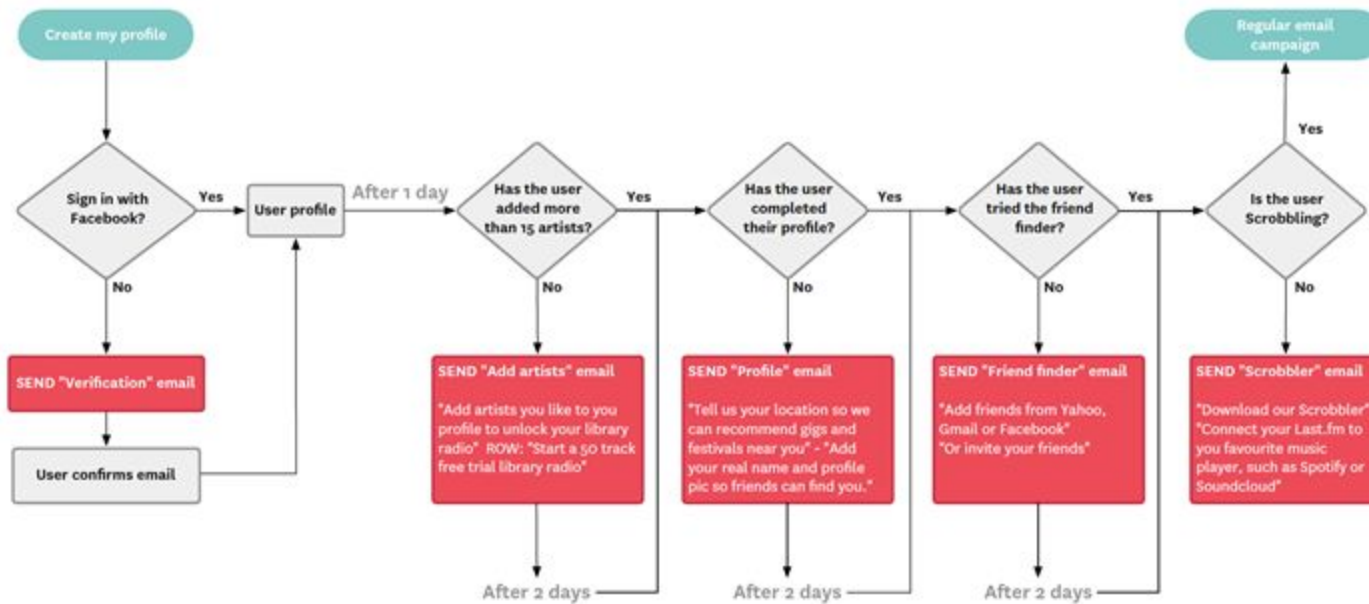 Create my profile
Regular email
campaign
Sign in with
Facebook?
Yes
No
User profile
After 1 day
Has the user
added more
than 15 artists?
Yes
No
Has the user
completed
their profile?
Yes
No
Has the user
tried the friend
finder?
Yes
No
Is the user
Scrobbling?
Yes
No
SEND "Verification" email
User confirms email
SEND "Add artists" email
"Add artists you like to you
profile to unlock your library
radio" ROW: "Start a 50 track
free trial library radio"
After 2 days
SEND "Profile" email
"Tell us your location so we
can recommend gigs and
festivals near you" - "Add
your real name and profile
pic so friends can find you."
After 2 days
SEND "Friend finder" email
"Add friends from Yahoo,
Gmail or Facebook"
"Or invite your friends"
After 2 days
SEND "Scrobbler" email
"Download our Scrobbler"
"Connect your Last.fm to
you favourite music
player, such as Spotify or
Soundcloud"